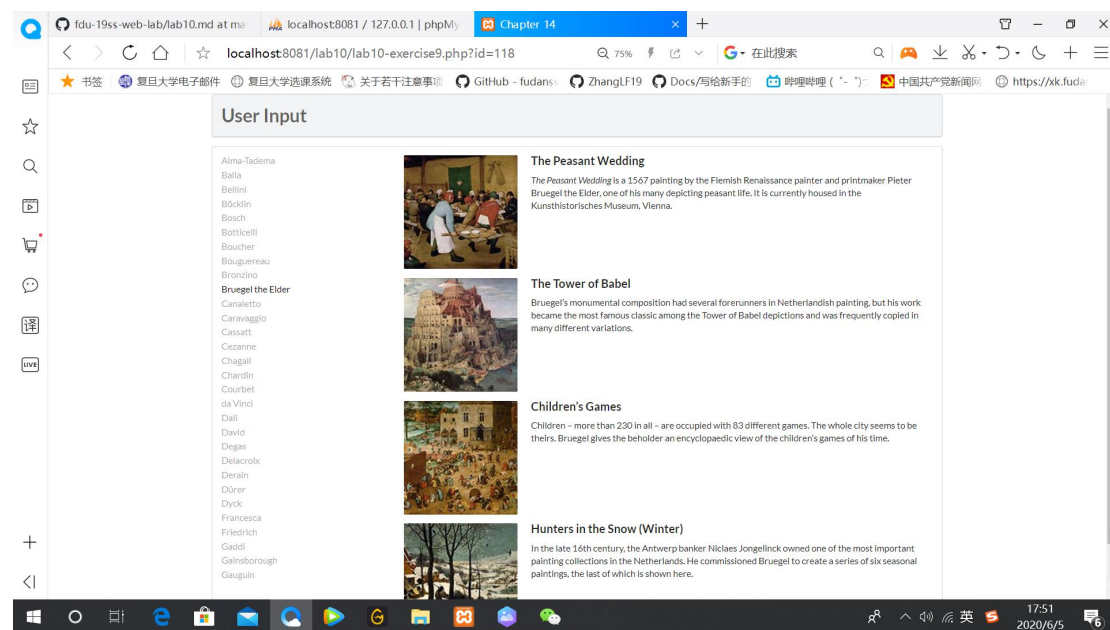 fdu-19ss-web-lab/lab10.md at ma
localhost:8081 / 127.0.0.1 | phpMy
Chapter 14
localhost:8081/lab10/lab10-exercise9.php?id=118
75%
在此搜索
书签
复旦大学电子邮件
复旦大学选课系统
关于若干注意事项
GitHub - fudanss
ZhangLF19
Docs/写给新手的
哔哩哔哩 ( ゜- ゜)つ
中国共产党新闻网
https://xk.fuda
User Input
Alma-Tadema
Balla
Bellini
Böcklin
Bosch
Botticelli
Boucher
Bouguereau
Bronzino
Bruegel the Elder
Canaletto
Caravaggio
Cassatt
Cezanne
Chagall
Chardin
Courbet
da Vinci
Dali
David
Degas
Delacroix
Derain
Dürer
Dyck
Francesca
Friedrich
Gaddi
Gainsborough
Gauguin
The Peasant Wedding
The Peasant Wedding is a 1567 painting by the Flemish Renaissance painter and printmaker Pieter
Bruegel the Elder, one of his many depicting peasant life. It is currently housed in the
Kunsthistorisches Museum, Vienna.
The Tower of Babel
Bruegel's monumental composition had several forerunners in Netherlandish painting, but his work
became the most famous classic among the Tower of Babel depictions and was frequently copied in
many different variations.
Children's Games
Children – more than 230 in all – are occupied with 83 different games. The whole city seems to be
theirs. Bruegel gives the beholder an encyclopaedic view of the children's games of his time.
Hunters in the Snow (Winter)
In the late 16th century, the Antwerp banker Niclaes Jongelinck owned one of the most important
painting collections in the Netherlands. He commissioned Bruegel to create a series of six seasonal
paintings, the last of which is shown here.
译
LIVE
英
17:51
2020/6/5
6